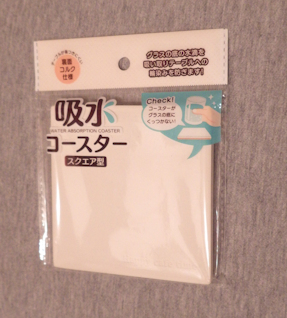 裏面
コルク
仕様
グラスの底の水滴を
吸い取りテーブルへの
輪染みを防ぎます!
吸水
WATER ABSORPTION COASTER
コースター
スクエア型
Check!
コースターが
グラスの底に
くっつかない!